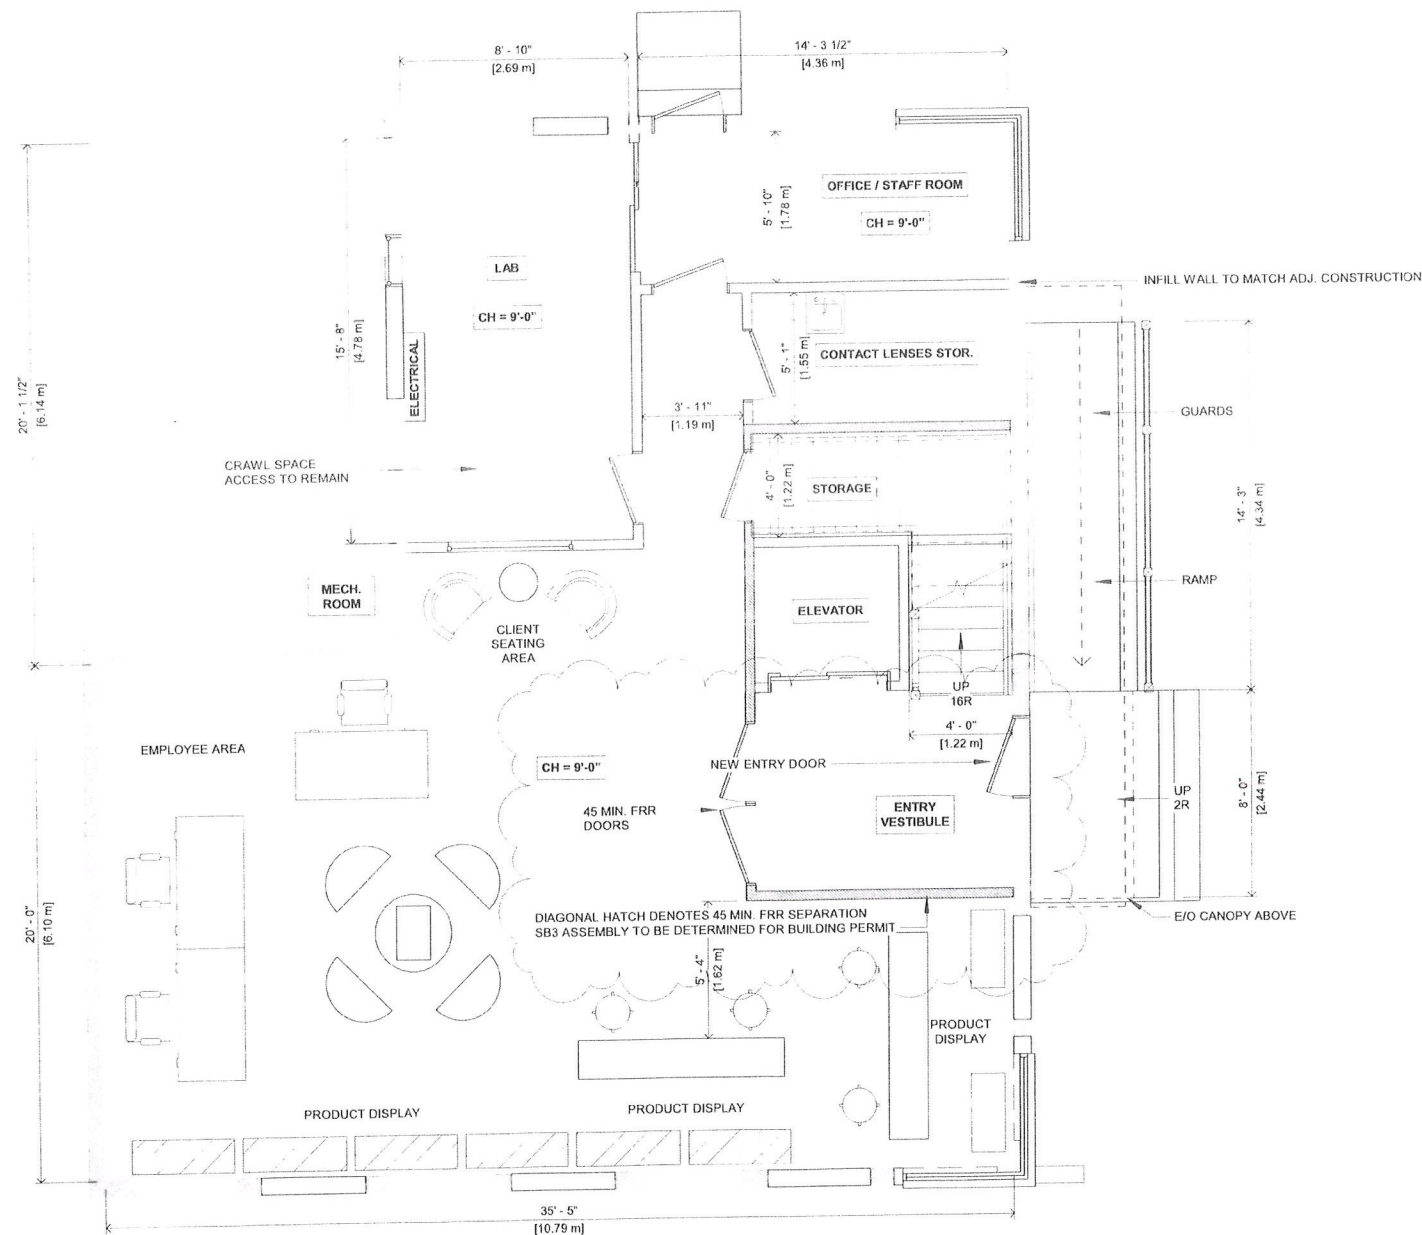 8' - 10"
[2.69 m]
14' - 3 1/2"
[4.36 m]
OFFICE / STAFF ROOM
CH = 9'-0"
5' - 10"
[1.78 m]
LAB
CH = 9'-0"
INFILL WALL TO MATCH ADJ. CONSTRUCTION
15' - 8"
[4.78 m]
ELECTRICAL
20' - 1 1/2"
[6.14 m]
CONTACT LENSES STOR.
5' - 1"
[1.55 m]
3' - 11"
[1.19 m]
GUARDS
CRAWL SPACE
ACCESS TO REMAIN
4' - 0"
[1.22 m]
STORAGE
14' - 3"
[4.34 m]
RAMP
MECH.
ROOM
CLIENT
SEATING
AREA
ELEVATOR
UP
16R
4' - 0"
[1.22 m]
EMPLOYEE AREA
CH = 9'-0"
NEW ENTRY DOOR
45 MIN. FRR
DOORS
ENTRY
VESTIBULE
UP
2R
8' - 0"
[2.44 m]
20' - 0"
[6.10 m]
DIAGONAL HATCH DENOTES 45 MIN. FRR SEPARATION
SB3 ASSEMBLY TO BE DETERMINED FOR BUILDING PERMIT
E/O CANOPY ABOVE
5' - 4"
[1.62 m]
PRODUCT
DISPLAY
PRODUCT DISPLAY
PRODUCT DISPLAY
35' - 5"
[10.79 m]